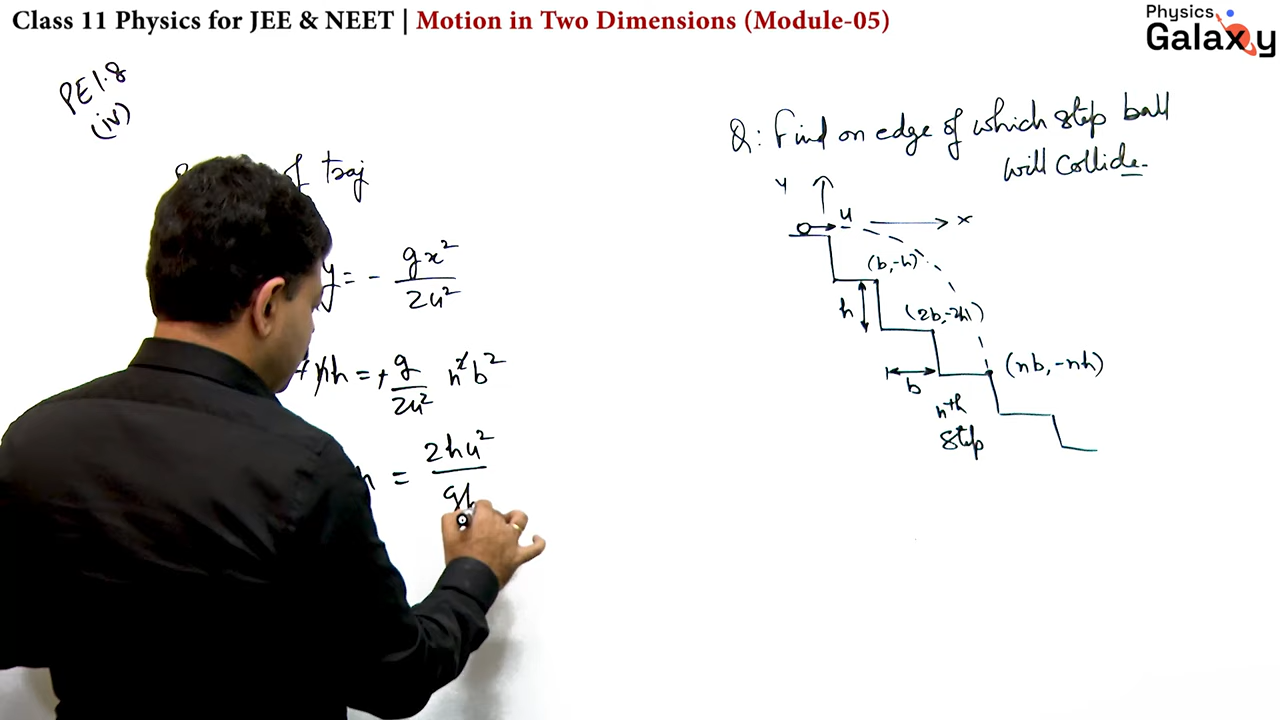 Class 11 Physics for JEE & NEET | Motion in Two Dimensions (Module-05)
Physics Galaxy
PE 1.8
(iv)
of traj
y = - gx²/2u²
+ nh = + g/2u² n²b²
= 2hu²/g
Q: Find on edge of which step ball
will collide.
y
u
x
(b,-h)
h
(2b,-2h)
b
(nb,-nh)
nth
step